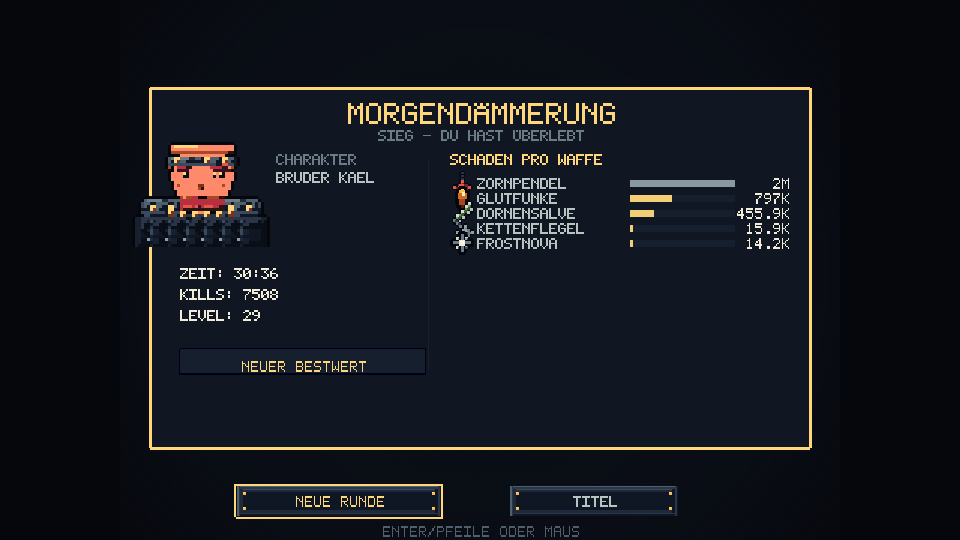 MORGENDÄMMERUNG
SIEG - DU HAST ÜBERLEBT
CHARAKTER
BRUDER KAEL
ZEIT: 30:36
KILLS: 7508
LEVEL: 29
NEUER BESTWERT
SCHADEN PRO WAFFE
ZORNPENDEL 2M
GLUTFUNKE 797K
DORNENSALVE 455.9K
KETTENFLEGEL 15.9K
FROSTNOVA 14.2K
NEUE RUNDE
TITEL
ENTER/PFEILE ODER MAUS